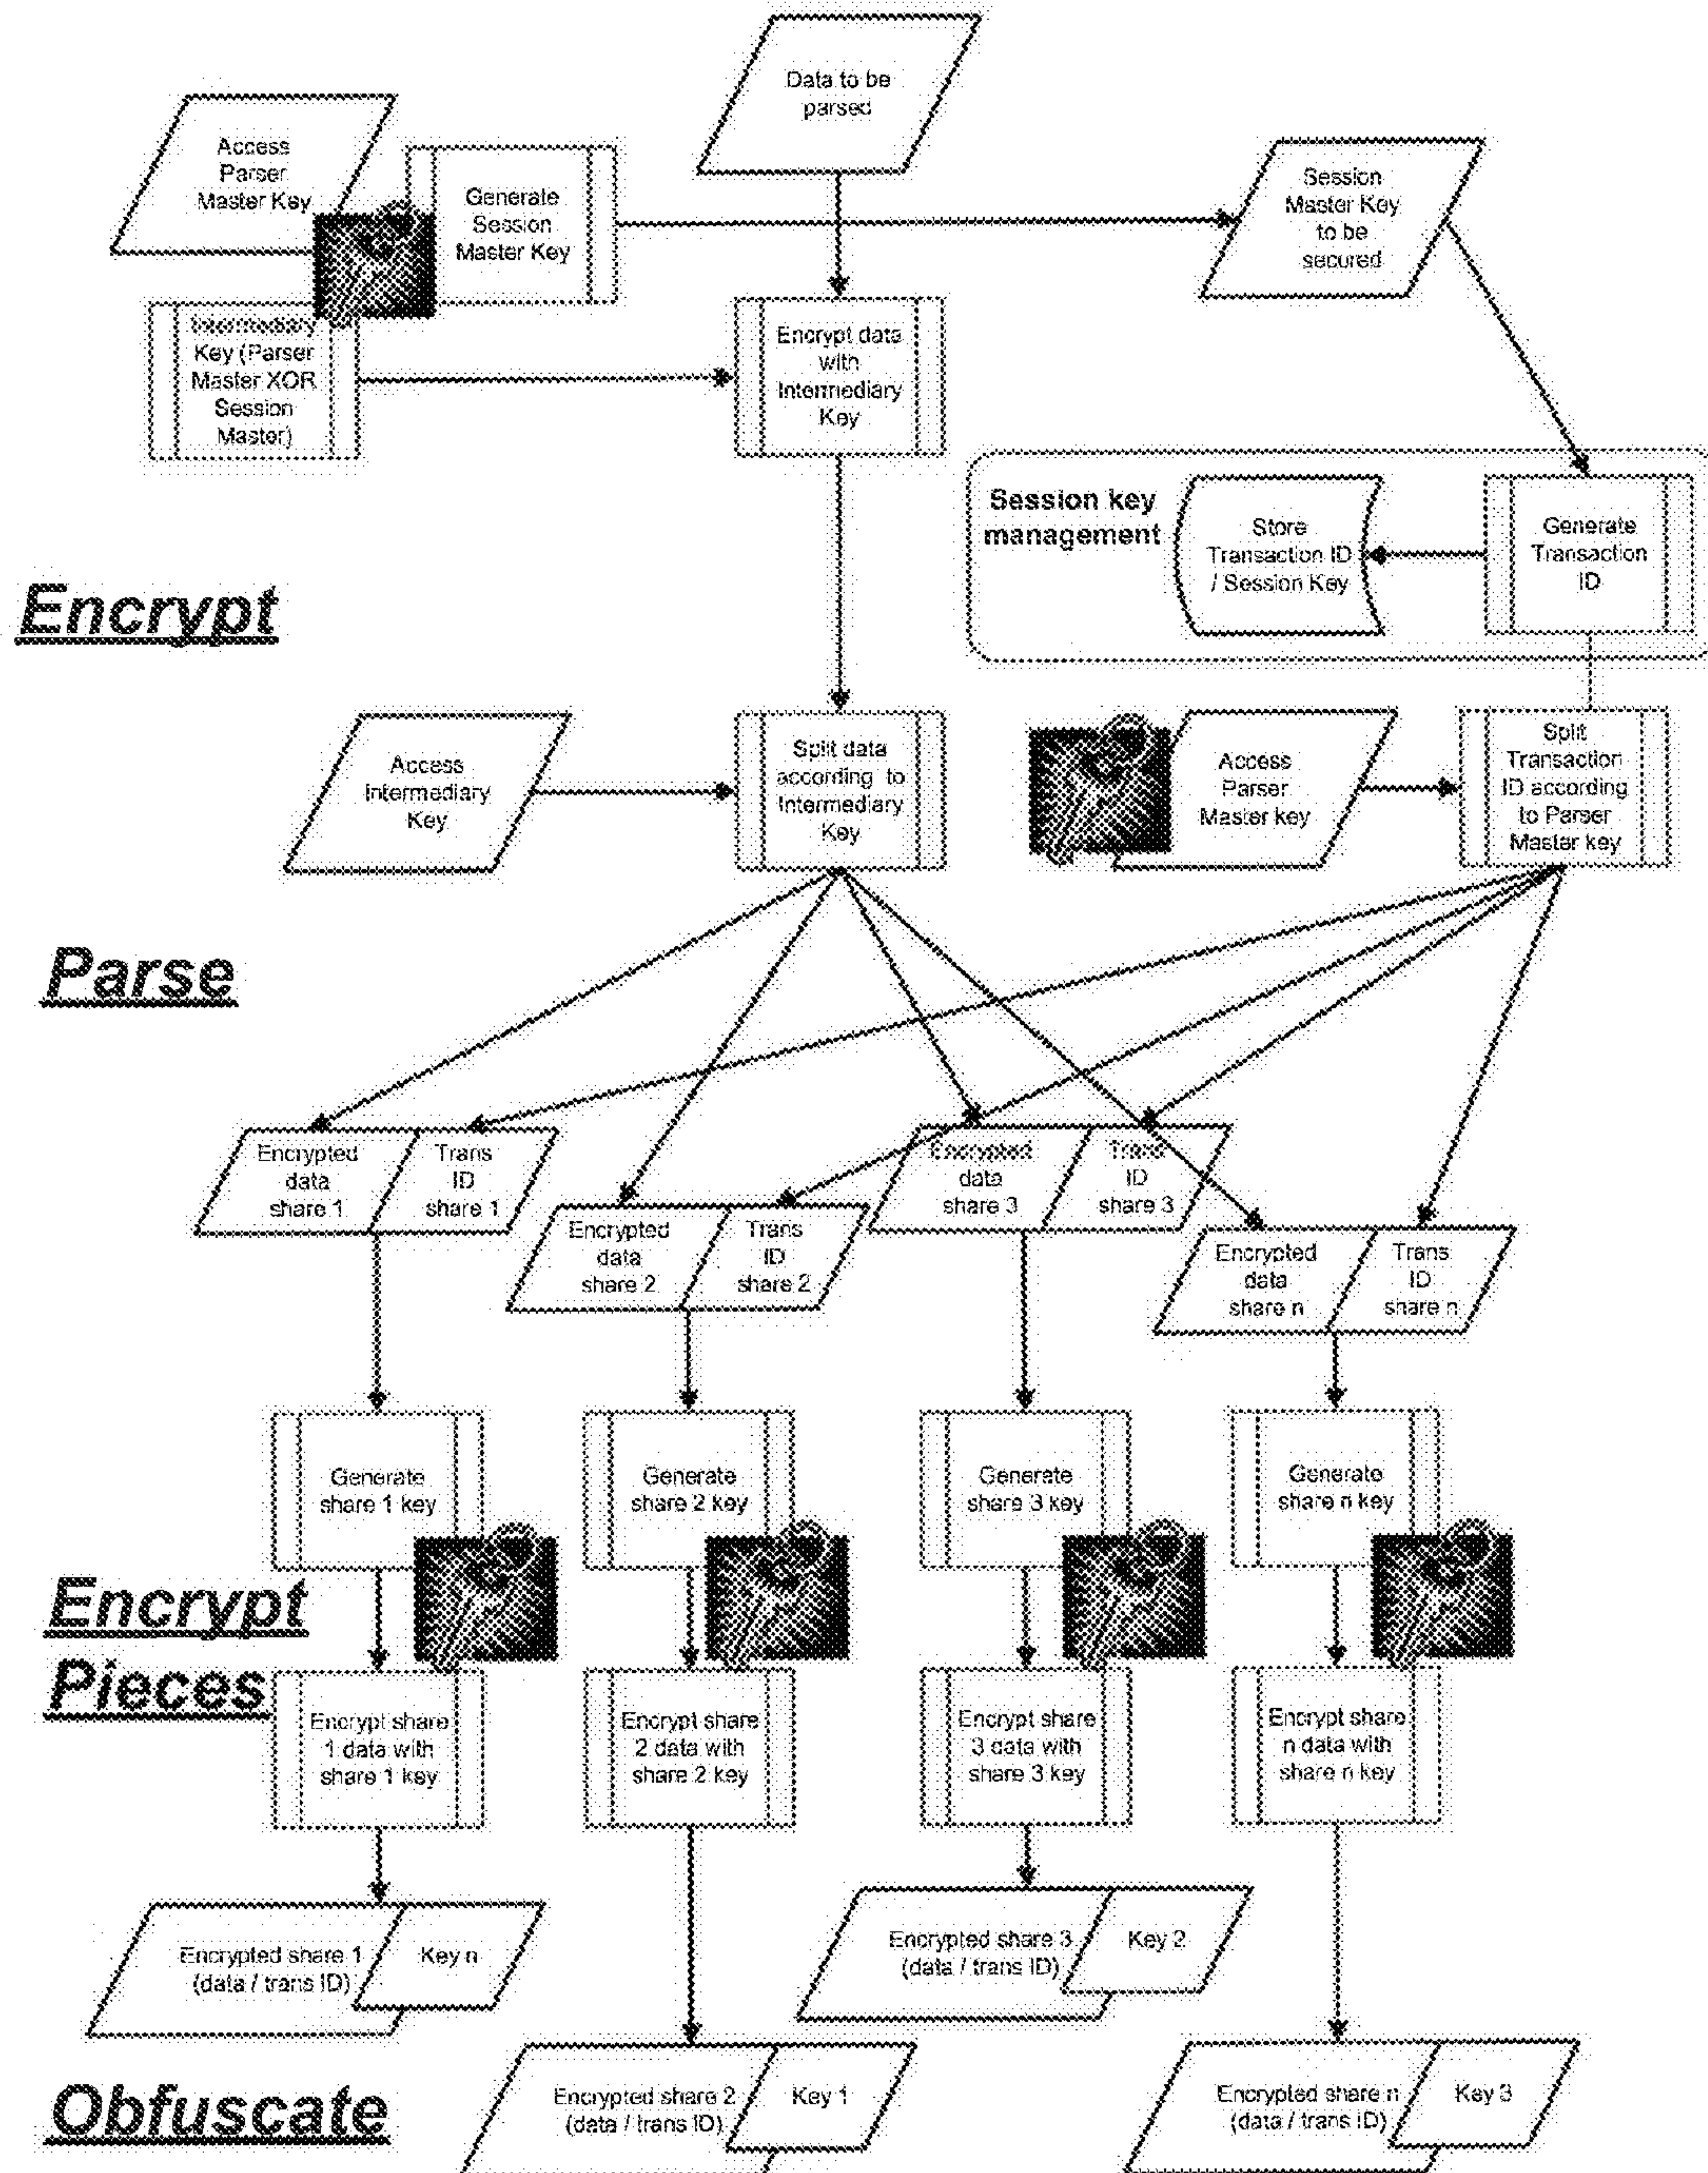 Data to be
parsed
Access
Parser
Master Key
Generate
Session
Master Key
Session
Master Key
to be
secured
Intermediary
Key (Parser
Master XOR
Session
Master)
Encrypt data
with
Intermediary
Key
Session key
management
Store
Transaction ID
/ Session Key
Generate
Transaction
ID
Encrypt
Access
Intermediary
Key
Split data
according to
Intermediary
Key
Access
Parser
Master key
Split
Transaction
ID according
to Parser
Master key
Parse
Encrypted
data
share 1
Trans
ID
share 1
Encrypted
data
share 2
Trans
ID
share 2
Encrypted
data
share 3
Trans
ID
share 3
Encrypted
data
share n
Trans
ID
share n
Generate
share 1 key
Generate
share 2 key
Generate
share 3 key
Generate
share n key
Encrypt
Pieces
Encrypt share
1 data with
share 1 key
Encrypt share
2 data with
share 2 key
Encrypt share
3 data with
share 3 key
Encrypt share
n data with
share n key
Encrypted share 1
(data / trans ID)
Key n
Encrypted share 3
(data / trans ID)
Key 2
Obfuscate
Encrypted share 2
(data / trans ID)
Key 1
Encrypted share n
(data / trans ID)
Key 3